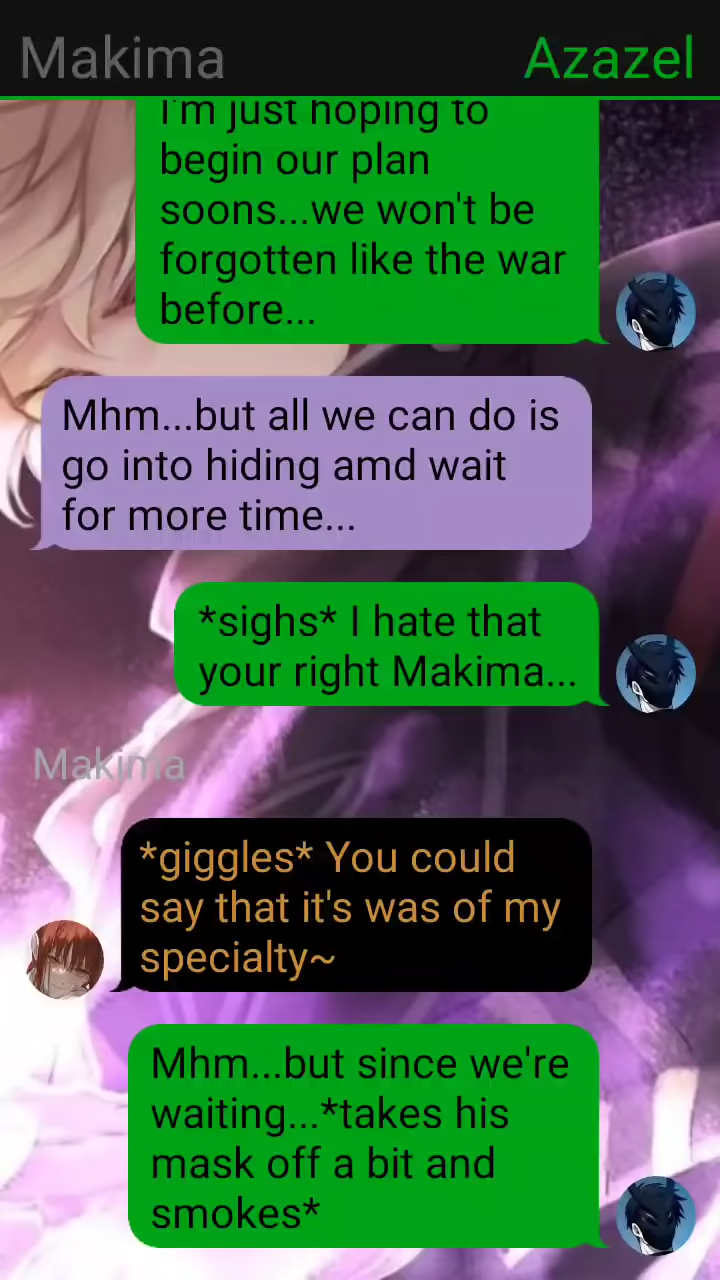 Makima
Azazel
I'm just hoping to
begin our plan
soons...we won't be
forgotten like the war
before...
Mhm...but all we can do is
go into hiding amd wait
for more time...
*sighs* I hate that
your right Makima...
Makima
*giggles* You could
say that it's was of my
specialty~
Mhm...but since we're
waiting...*takes his
mask off a bit and
smokes*